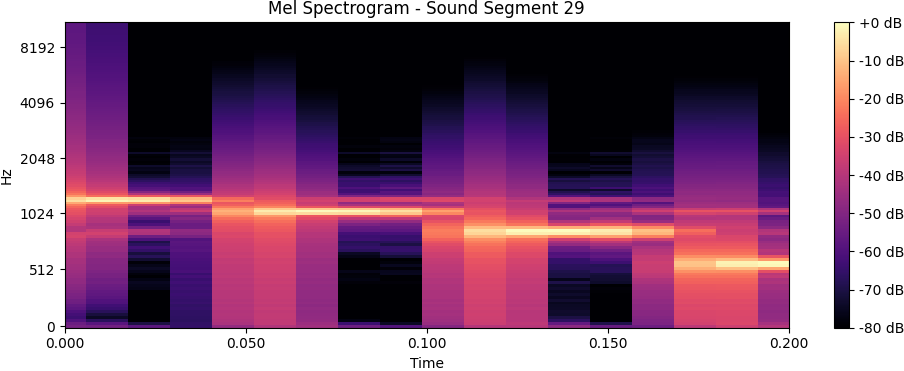 Mel Spectrogram - Sound Segment 29
8192
4096
2048
1024
512
0
Hz
0.000
0.050
0.100
0.150
0.200
Time
+0 dB
-10 dB
-20 dB
-30 dB
-40 dB
-50 dB
-60 dB
-70 dB
-80 dB